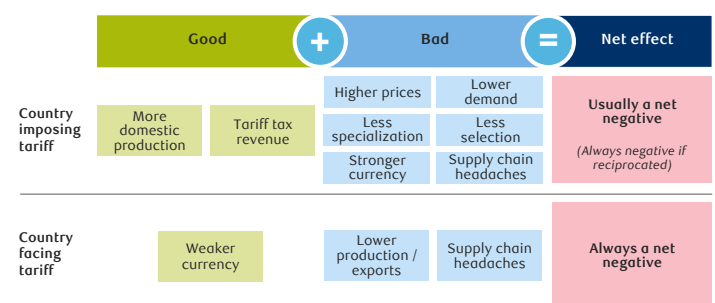 Good
+
Bad
=
Net effect
Country
imposing
tariff
More
domestic
production
Tariff tax
revenue
Higher prices
Lower
demand
Less
specialization
Less
selection
Stronger
currency
Supply chain
headaches
Usually a net
negative
(Always negative if
reciprocated)
Country
facing
tariff
Weaker
currency
Lower
production /
exports
Supply chain
headaches
Always a net
negative